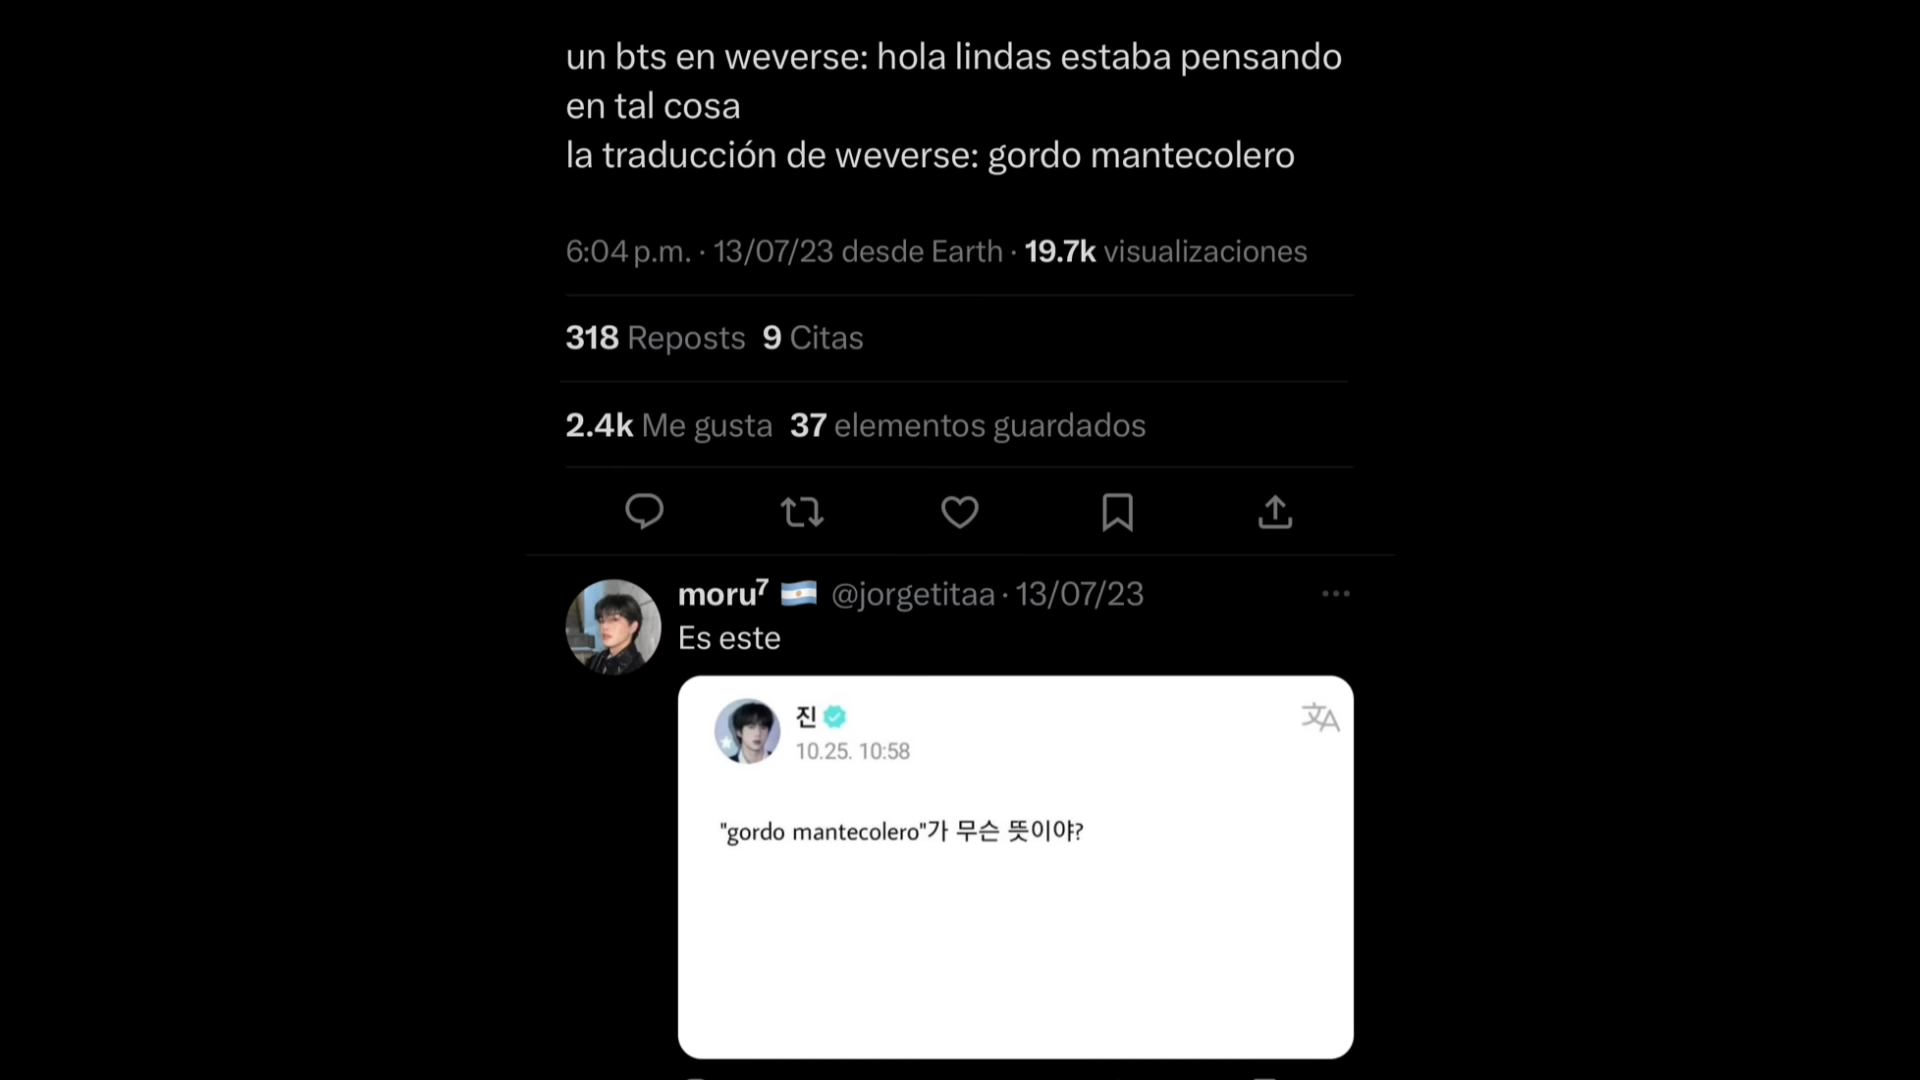 un bts en weverse: hola lindas estaba pensando
en tal cosa
la traducción de weverse: gordo mantecolero
6:04 p.m. · 13/07/23 desde Earth · 19.7k visualizaciones
318 Reposts 9 Citas
2.4k Me gusta 37 elementos guardados
moru⁷ 🇦🇷 @jorgetitaa · 13/07/23
Es este
진
10.25. 10:58
"gordo mantecolero"가 무슨 뜻이야?